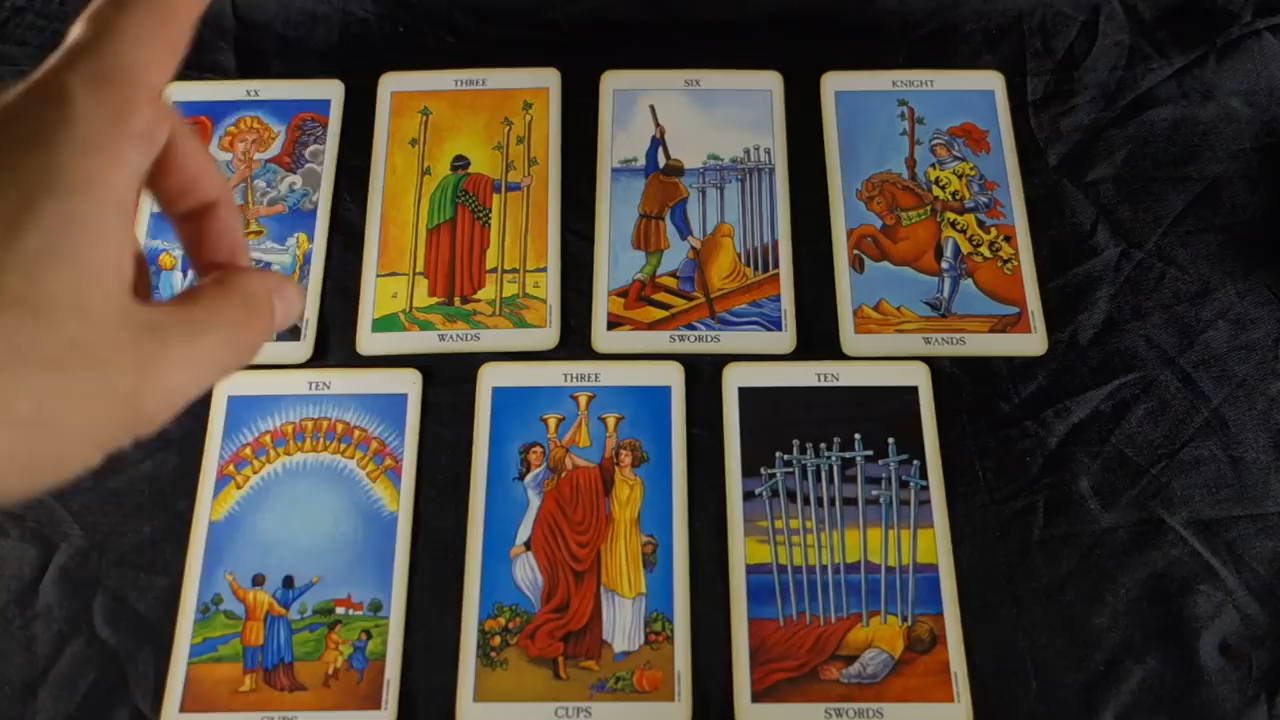 XX
THREE
WANDS
SIX
SWORDS
KNIGHT
WANDS
TEN
THREE
CUPS
TEN
SWORDS